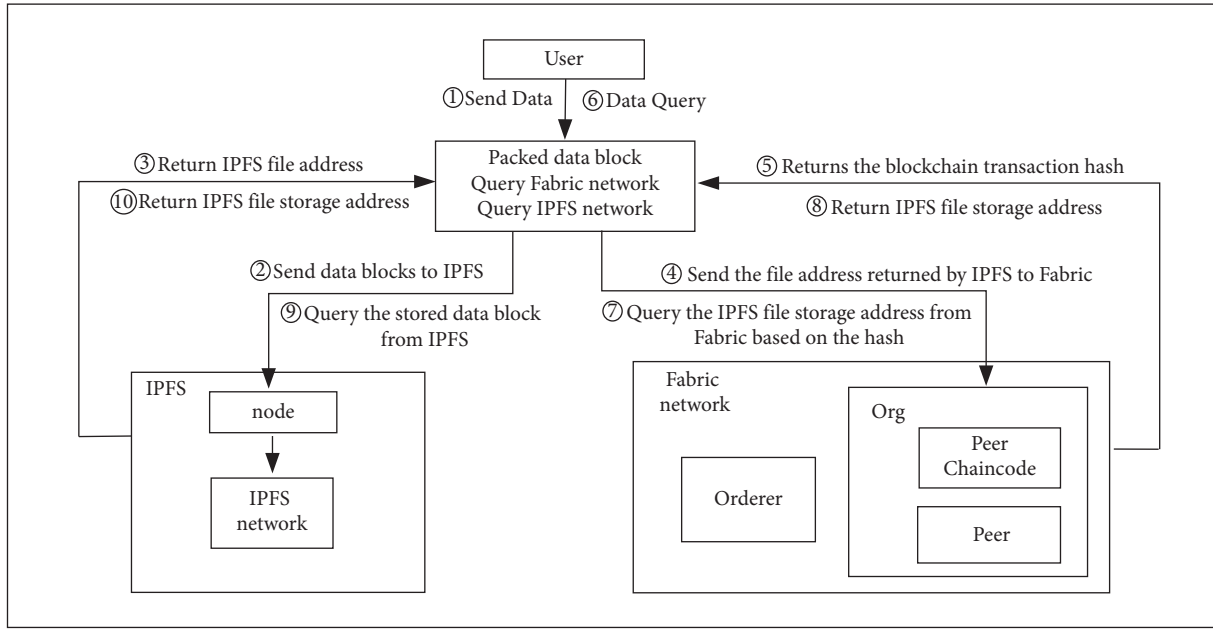 User
①Send Data
⑥Data Query
③Return IPFS file address
⑩Return IPFS file storage address
Packed data block
Query Fabric network
Query IPFS network
⑤Returns the blockchain transaction hash
⑧Return IPFS file storage address
②Send data blocks to IPFS
⑨Query the stored data block
from IPFS
④Send the file address returned by IPFS to Fabric
⑦Query the IPFS file storage address from
Fabric based on the hash
IPFS
node
IPFS
network
Fabric
network
Orderer
Org
Peer
Chaincode
Peer